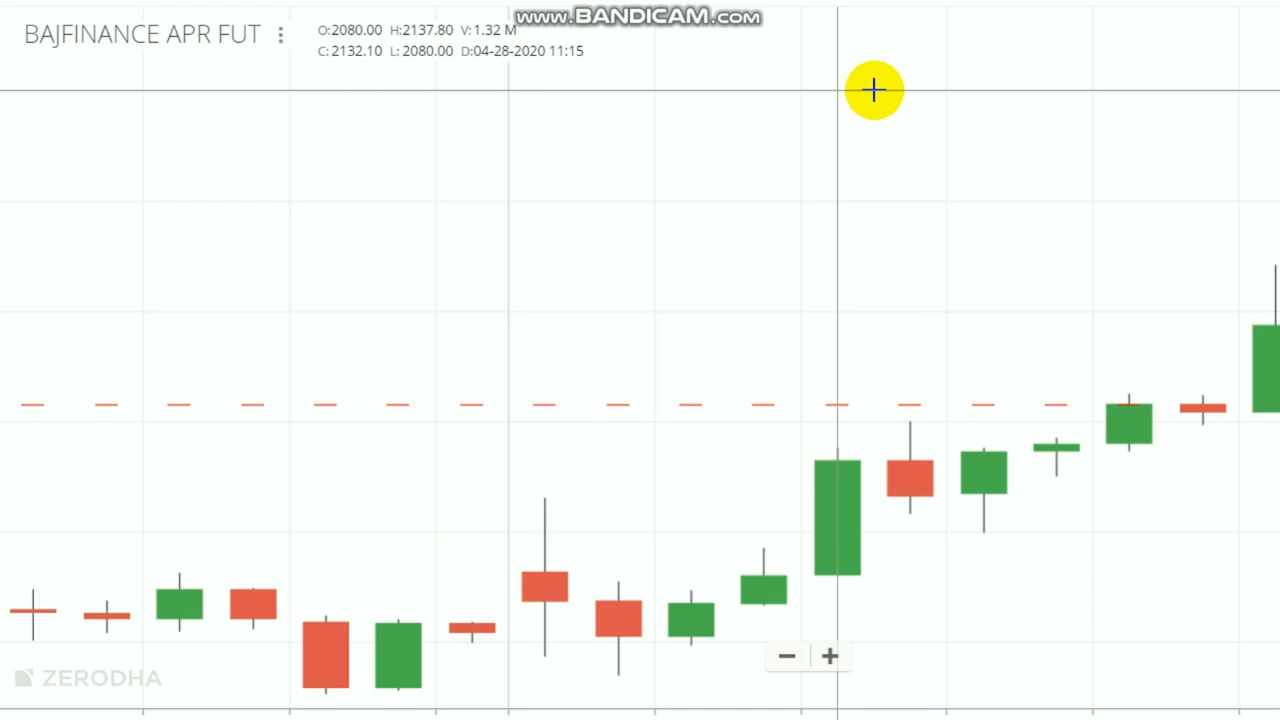 www.BANDICAM.com
BAJFINANCE APR FUT
O:2080.00 H:2137.80 V:1.32 M
C:2132.10 L:2080.00 D:04-28-2020 11:15
ZERODHA